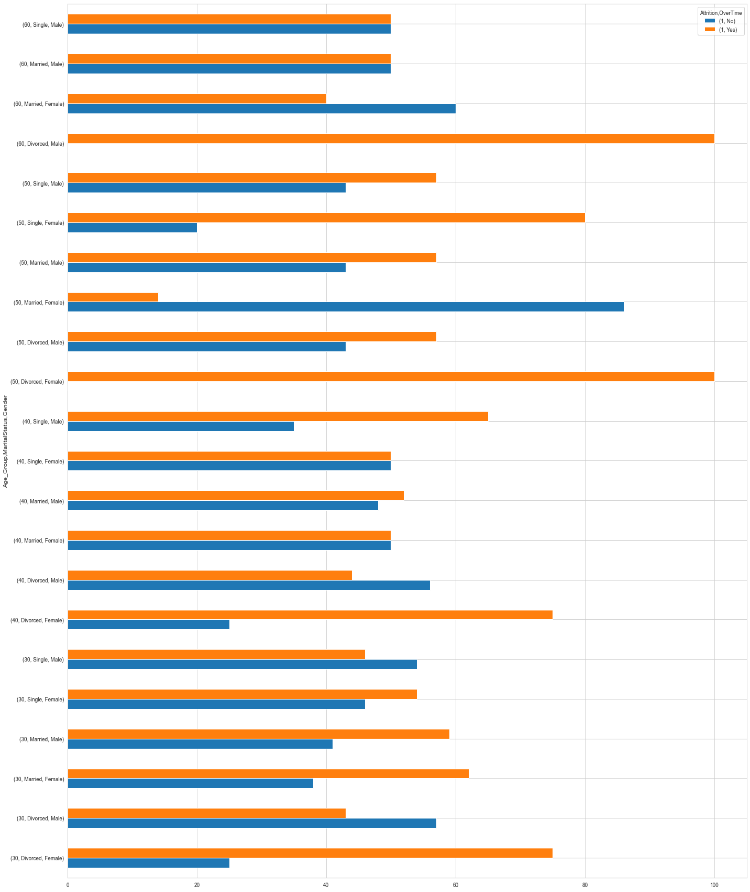 Attrition,OverTime
(1, No)
(1, Yes)
(60, Single, Male)
(60, Married, Male)
(60, Married, Female)
(60, Divorced, Male)
(50, Single, Male)
(50, Single, Female)
(50, Married, Male)
(50, Married, Female)
(50, Divorced, Male)
(50, Divorced, Female)
(40, Single, Male)
(40, Single, Female)
(40, Married, Male)
(40, Married, Female)
(40, Divorced, Male)
(40, Divorced, Female)
(30, Single, Male)
(30, Single, Female)
(30, Married, Male)
(30, Married, Female)
(30, Divorced, Male)
(30, Divorced, Female)
Age_Group,MaritalStatus,Gender
0 20 40 60 80 100